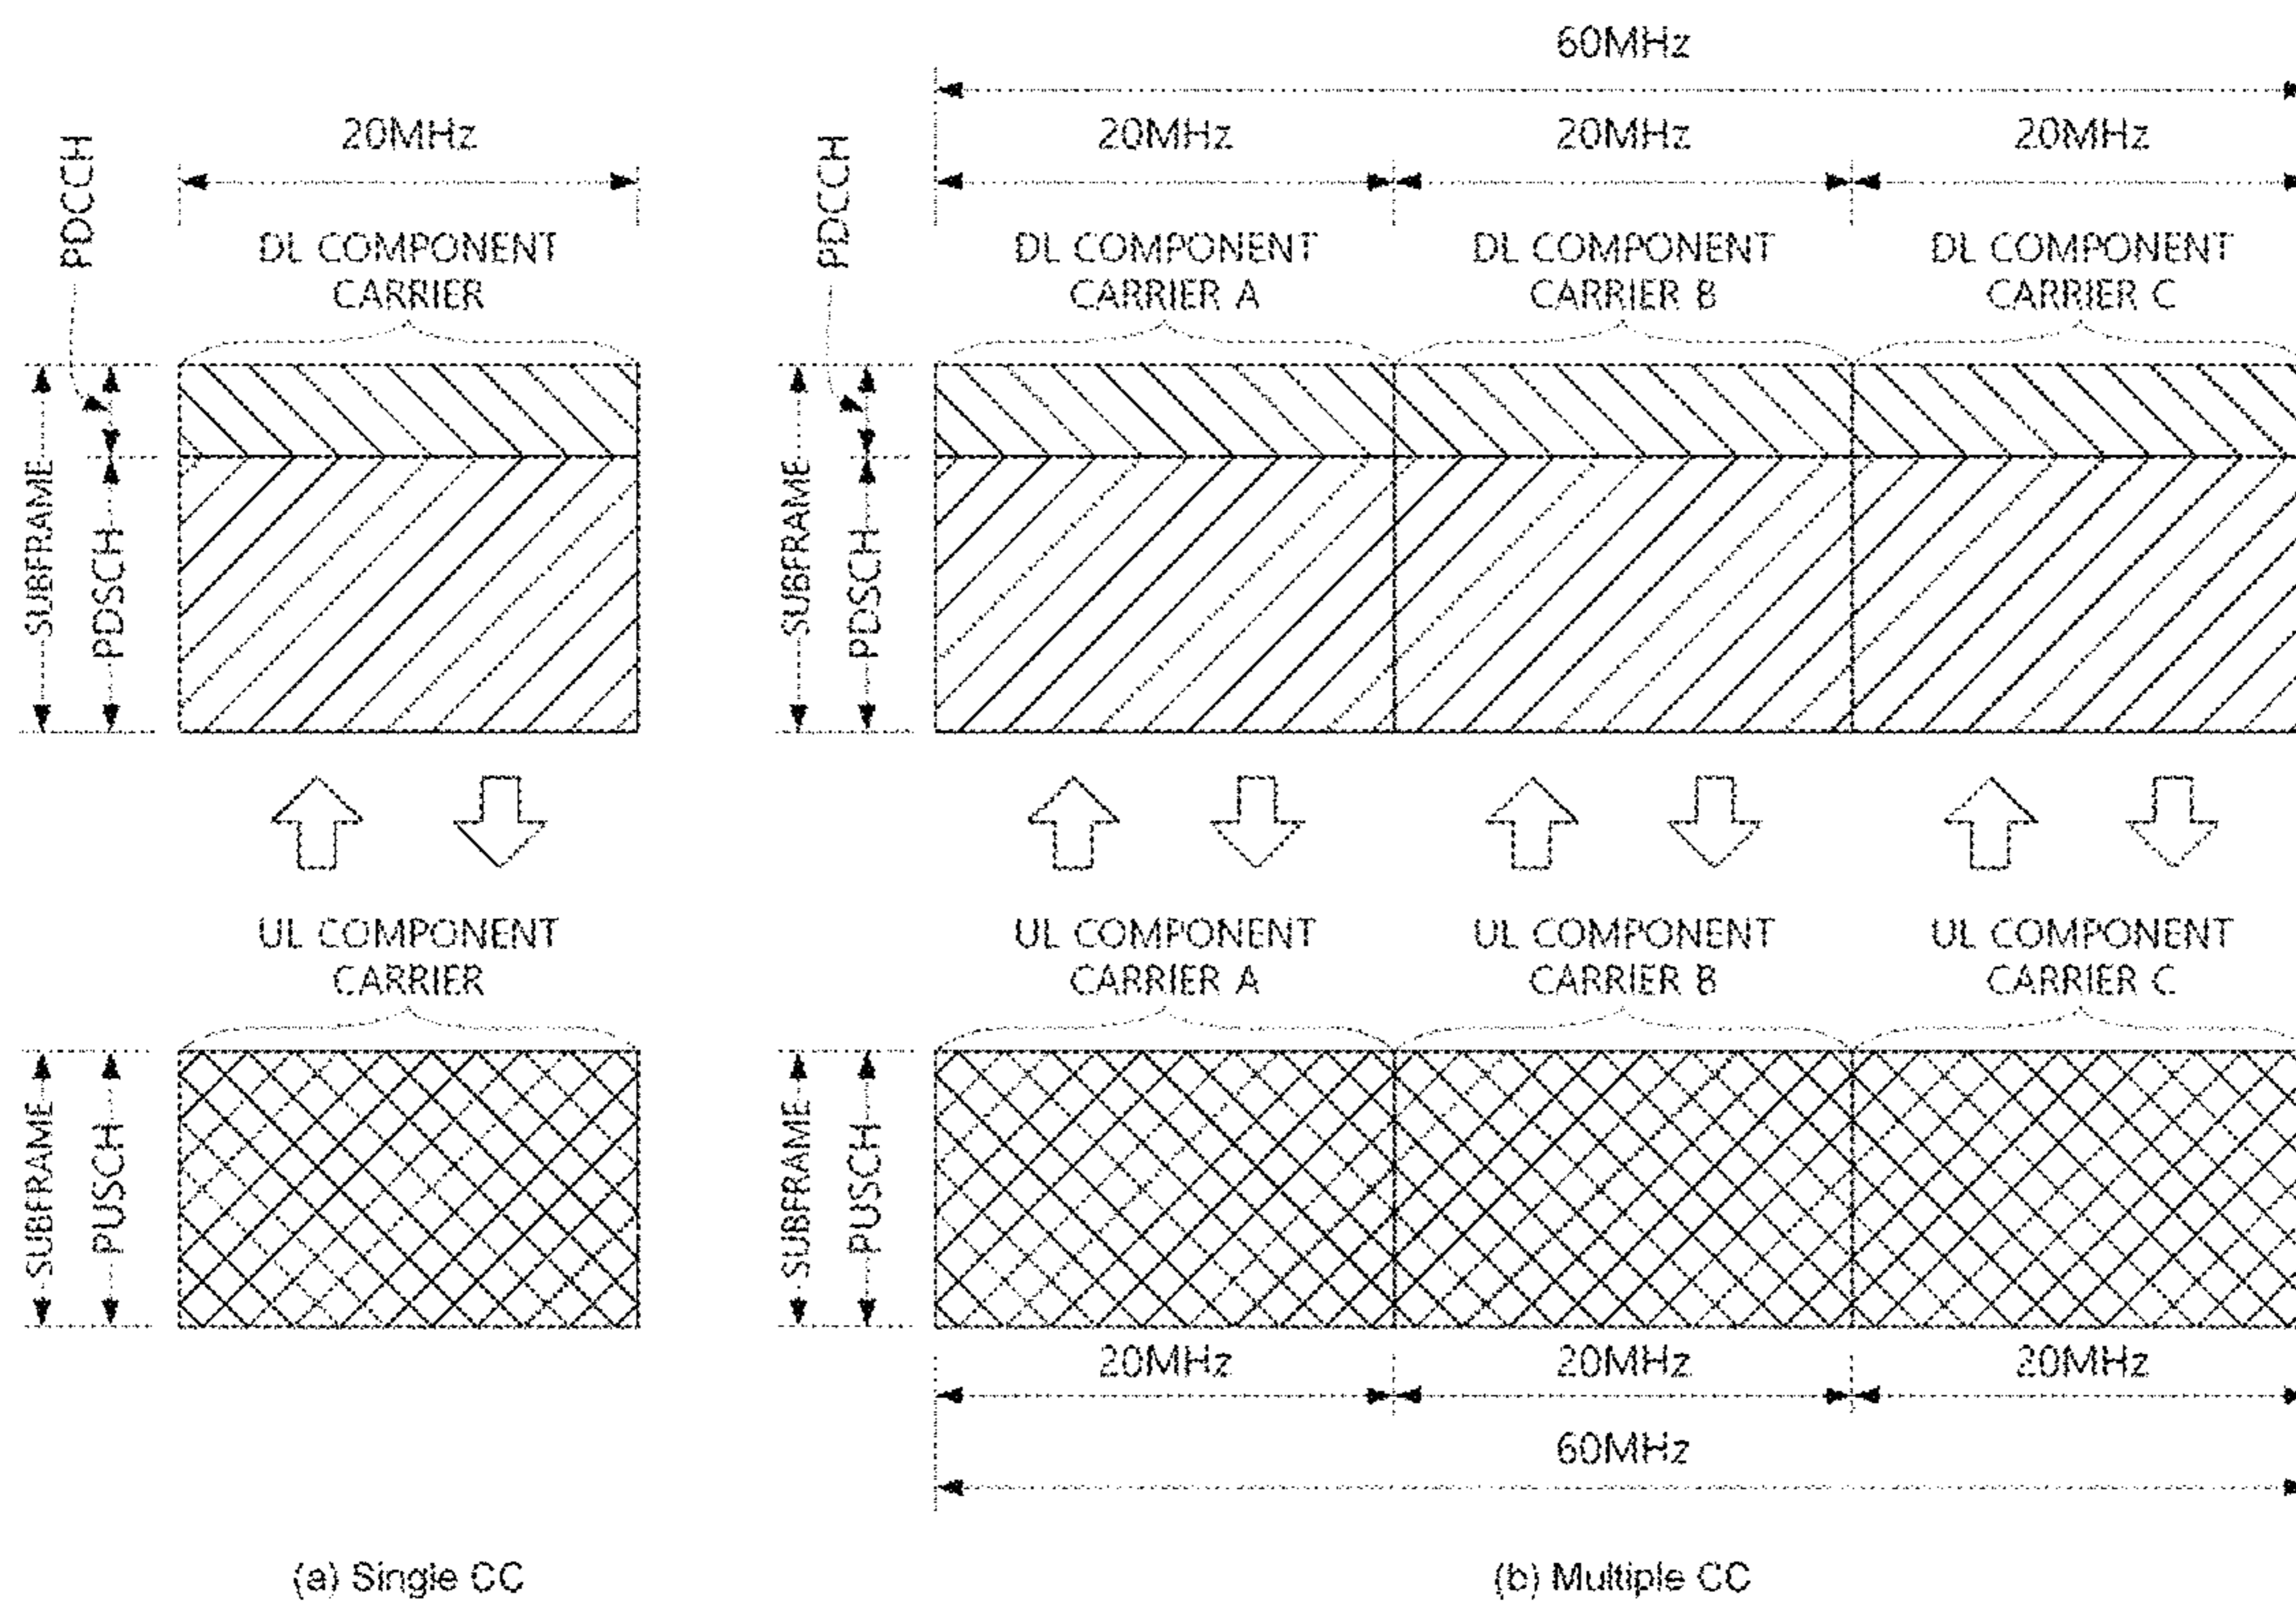 60MHz
20MHz
20MHz
20MHz
20MHz
PDCCH
PDCCH
DL COMPONENT
CARRIER
DL COMPONENT
CARRIER A
DL COMPONENT
CARRIER B
DL COMPONENT
CARRIER C
SUBFRAME
PDSCH
SUBFRAME
PDSCH
UL COMPONENT
CARRIER
UL COMPONENT
CARRIER A
UL COMPONENT
CARRIER B
UL COMPONENT
CARRIER C
SUBFRAME
PUSCH
SUBFRAME
PUSCH
20MHz
20MHz
20MHz
60MHz
(a) Single CC
(b) Multiple CC